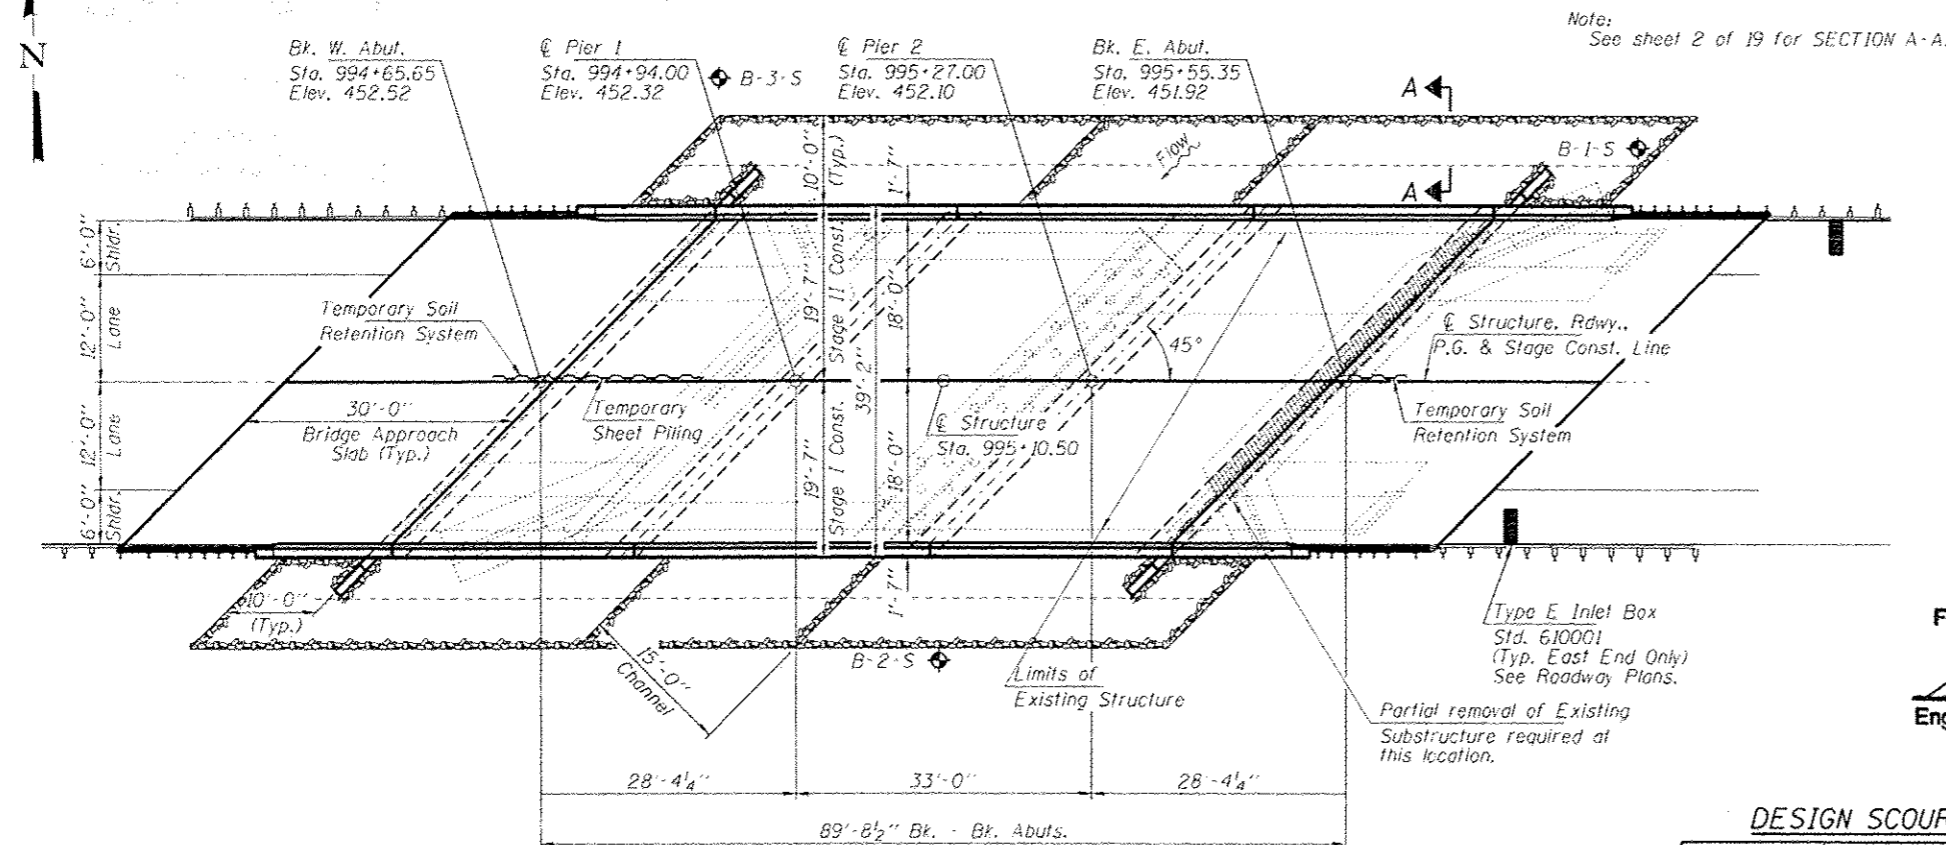 N
Note:
See sheet 2 of 19 for SECTION A-A.
Bk. W. Abut.
Sta. 994+65.65
Elev. 452.52
℄ Pier 1
Sta. 994+94.00
Elev. 452.32
B-3-S
℄ Pier 2
Sta. 995+27.00
Elev. 452.10
Bk. E. Abut.
Sta. 995+55.35
Elev. 451.92
A
A
B-1-S
Flow
10'-0"
(Typ.)
1'-7"
6'-0"
Shldr.
12'-0"
Lane
12'-0"
Lane
6'-0"
Shldr.
Temporary Soil
Retention System
19'-7"
Stage II Const.
18'-0"
39'-2"
45°
℄ Structure, Rdwy.,
P.G. & Stage Const. Line
30'-0"
Bridge Approach
Slab (Typ.)
Temporary
Sheet Piling
19'-7"
Stage I Const.
18'-0"
℄ Structure
Sta. 995+10.50
Temporary Soil
Retention System
10'-0"
(Typ.)
1'-7"
15'-0"
Channel
B-2-S
Limits of
Existing Structure
Type E Inlet Box
Std. 610001
(Typ. East End Only)
See Roadway Plans.
Partial removal of Existing
Substructure required at
this location.
F
Eng
28'-4¼"
33'-0"
28'-4¼"
89'-8½" Bk. - Bk. Abuts.
DESIGN SCOUR